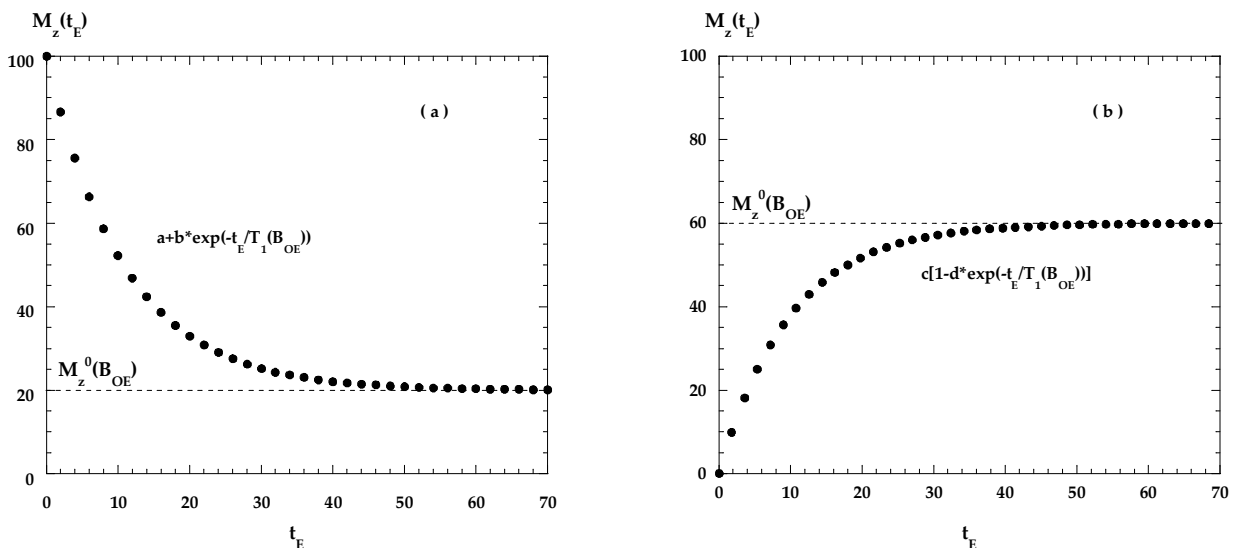 M_z(t_E)
100
80
60
40
20
0
( a )
a+b*exp(-t_E/T_1(B_OE))
M_z^0(B_OE)
0 10 20 30 40 50 60 70
t_E
M_z(t_E)
100
80
60
40
20
0
( b )
M_z^0(B_OE)
c[1-d*exp(-t_E/T_1(B_OE))]
0 10 20 30 40 50 60 70
t_E